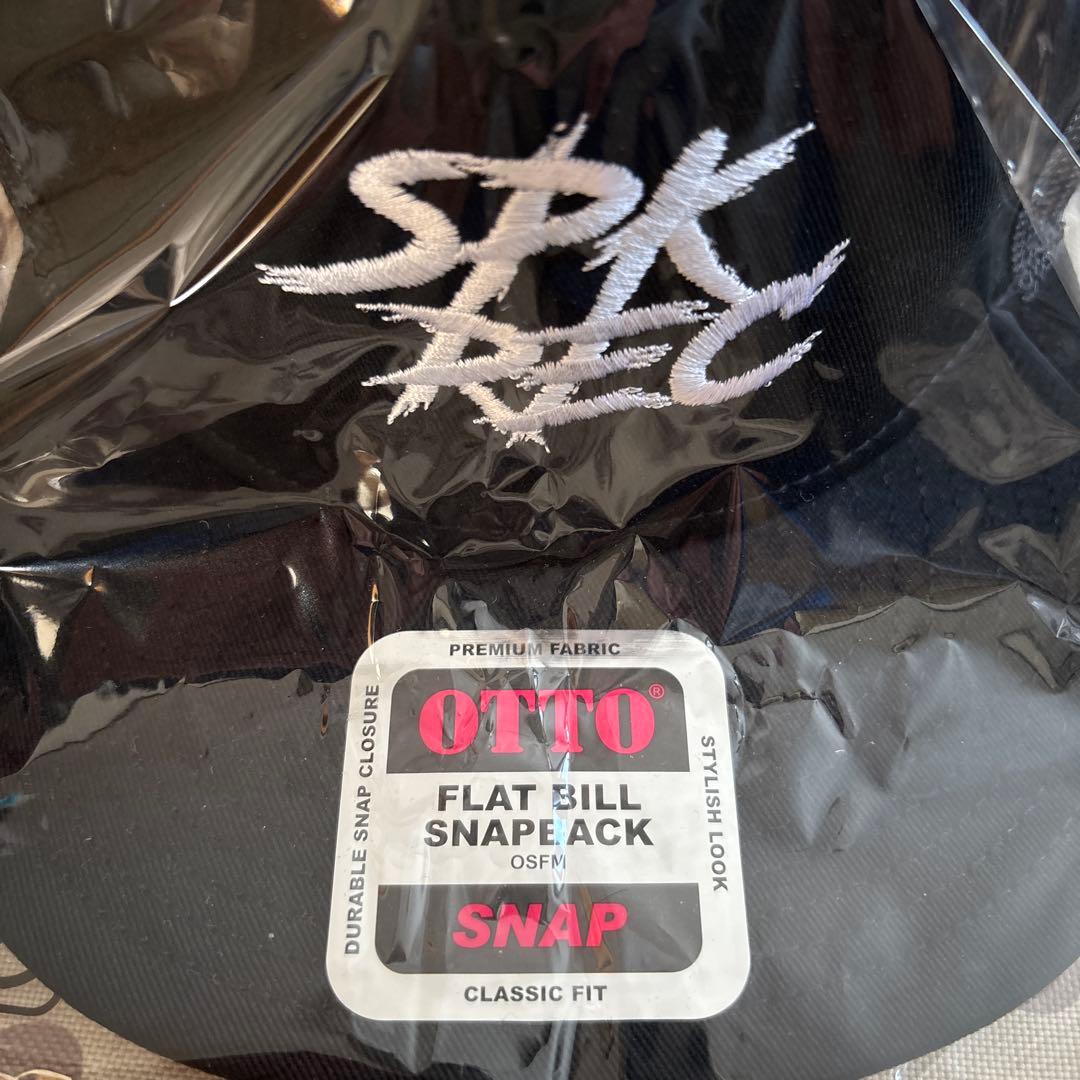 SPK
REC
PREMIUM FABRIC
OTTO®
DURABLE SNAP CLOSURE
STYLISH LOOK
FLAT BILL
SNAPBACK
OSFM
SNAP
CLASSIC FIT